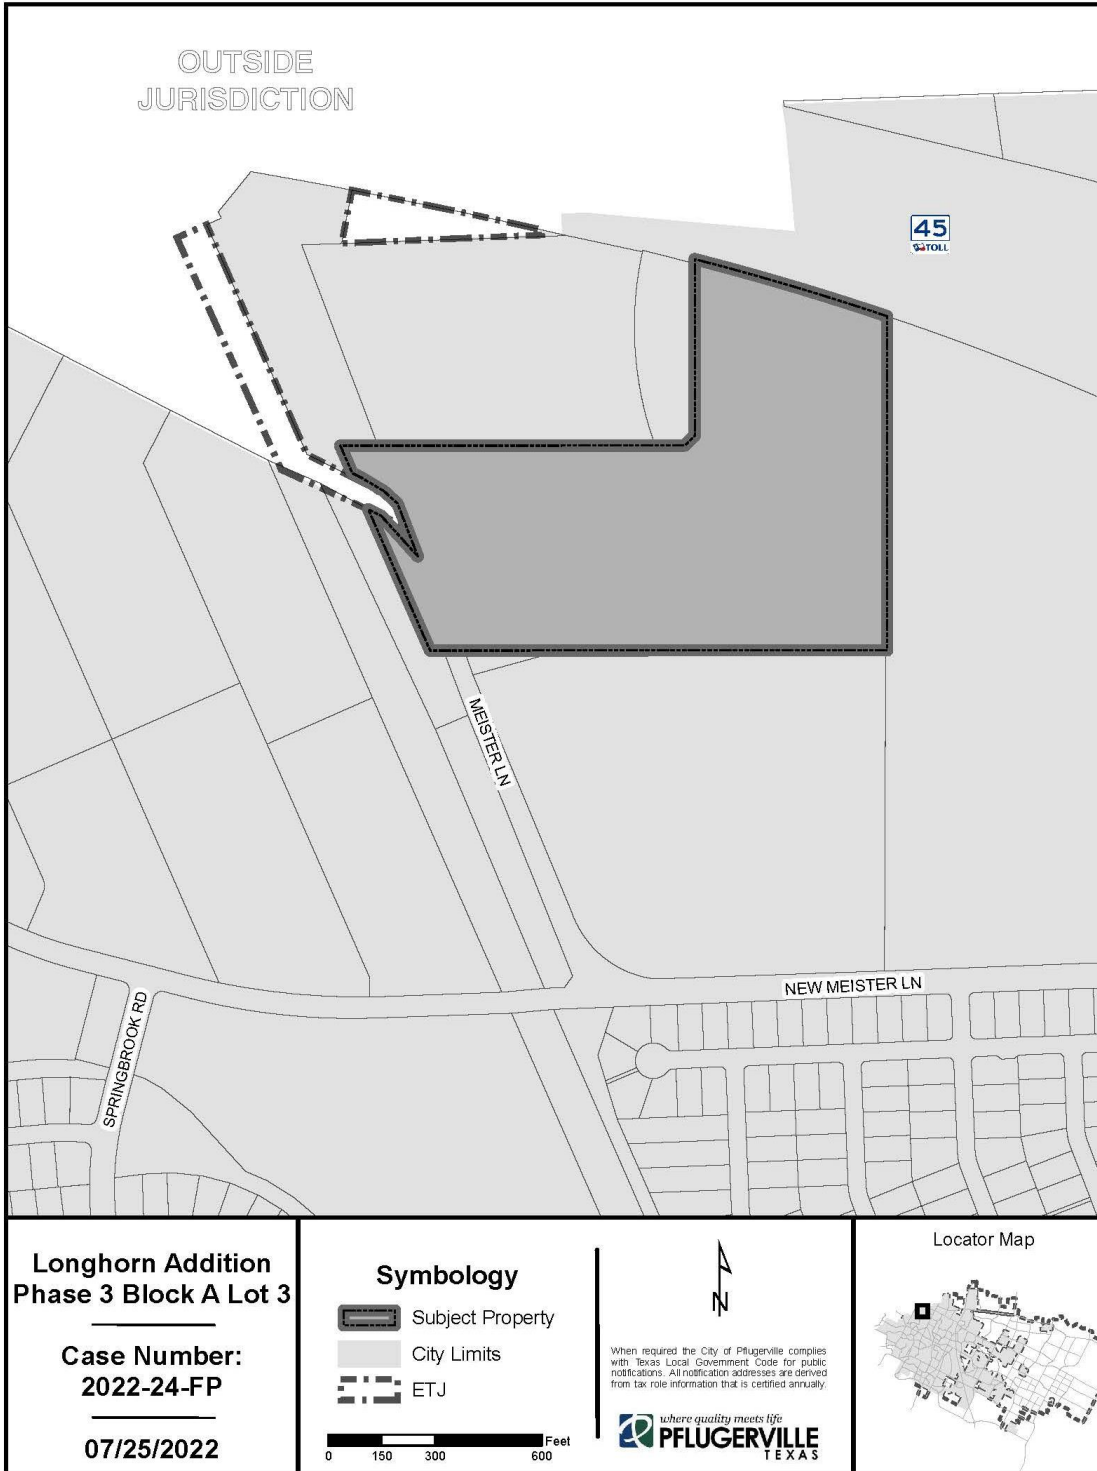 OUTSIDE
JURISDICTION
45
TOLL
MEISTER LN
NEW MEISTER LN
SPRINGBROOK RD
Longhorn Addition
Phase 3 Block A Lot 3
Case Number:
2022-24-FP
07/25/2022
Symbology
Subject Property
City Limits
ETJ
Feet
0 150 300 600
N
When required the City of Pflugerville complies
with Texas Local Government Code for public
notifications. All notification addresses are derived
from tax role information that is certified annually.
where quality meets life
PFLUGERVILLE
TEXAS
Locator Map